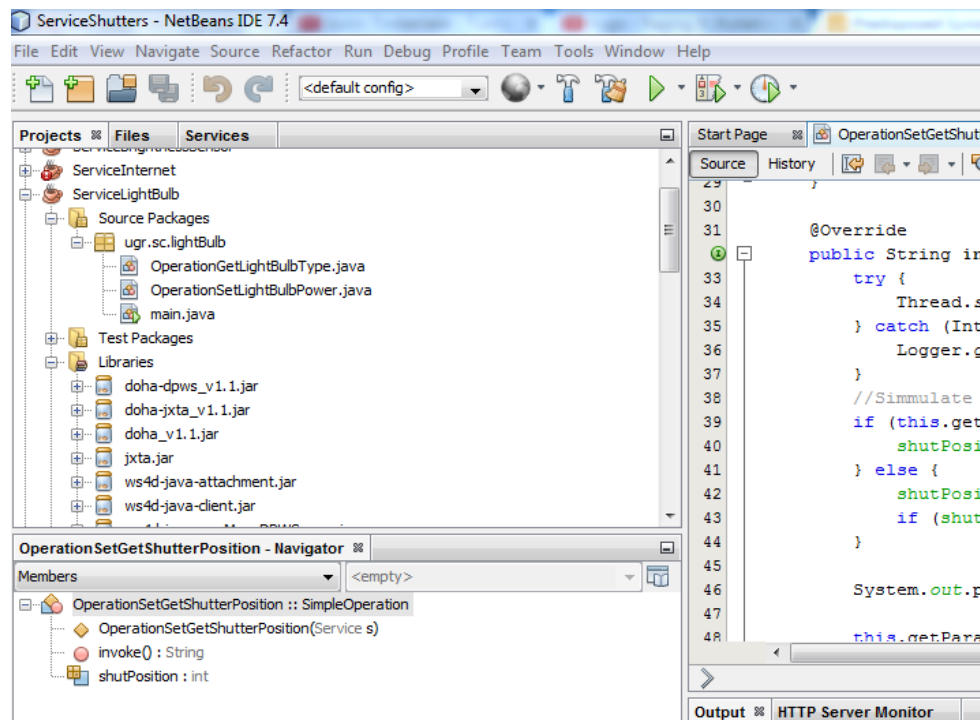 ServiceShutters - NetBeans IDE 7.4
File Edit View Navigate Source Refactor Run Debug Profile Team Tools Window Help
<default config>
Projects Files Services
ServiceInternet
ServiceLightBulb
Source Packages
ugr.sc.lightBulb
OperationGetLightBulbType.java
OperationSetLightBulbPower.java
main.java
Test Packages
Libraries
doha-dpws_v1.1.jar
doha-jxta_v1.1.jar
doha_v1.1.jar
jxta.jar
ws4d-java-attachment.jar
ws4d-java-client.jar
OperationSetGetShutterPosition - Navigator
Members <empty>
OperationSetGetShutterPosition :: SimpleOperation
OperationSetGetShutterPosition(Service s)
invoke() : String
shutPosition : int
Start Page OperationSetGetShut
Source History
29 }
30
31 @Override
public String in
33 try {
34 Thread.s
35 } catch (Int
36 Logger.g
37 }
38 //Simmulate
39 if (this.get
40 shutPosi
41 } else {
42 shutPosi
43 if (shut
44 }
45
46 System.out.p
47
48 this.getPara
Output HTTP Server Monitor